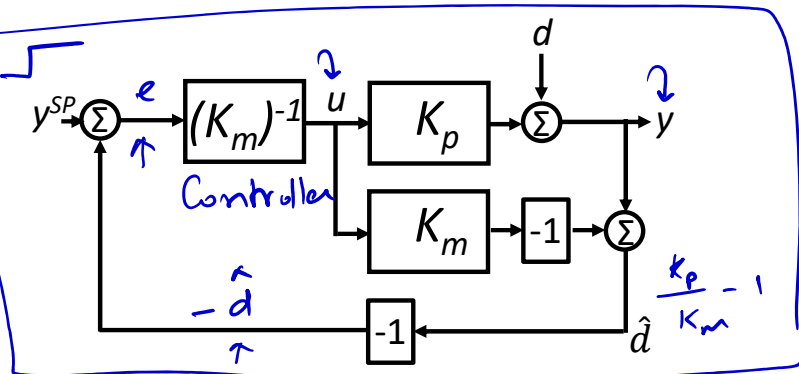 d
y^SP Σ e (K_m)^-1 u K_p Σ y
Controller
K_m -1 Σ
-d̂ -1 d̂ K_p/K_m - 1